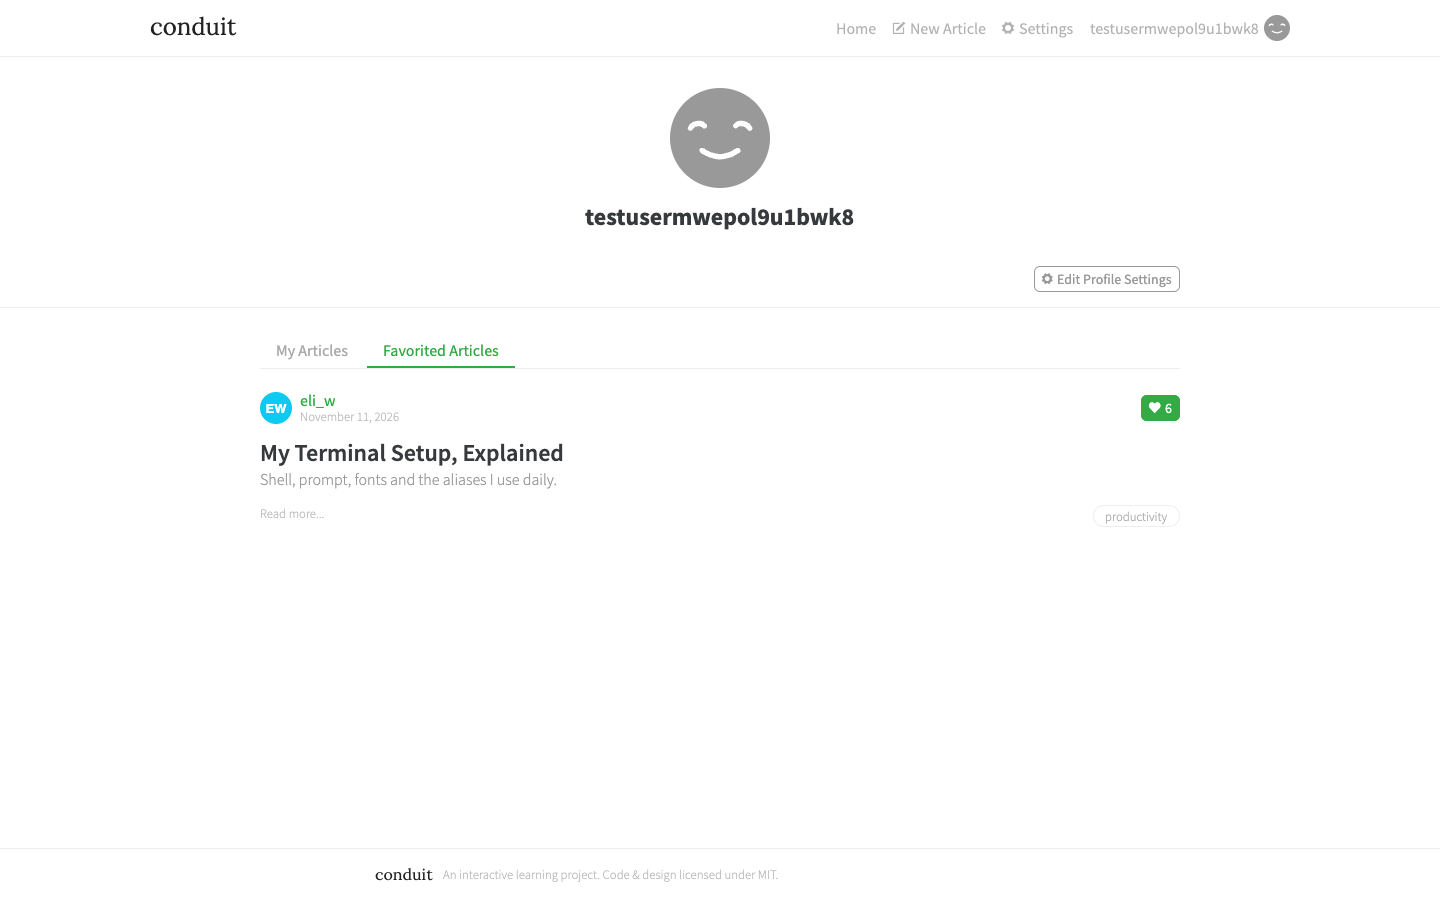 conduit
Home New Article Settings testusermwepol9u1bwk8
testusermwepol9u1bwk8
Edit Profile Settings
My Articles Favorited Articles
EW eli_w 6
November 11, 2026
My Terminal Setup, Explained
Shell, prompt, fonts and the aliases I use daily.
Read more... productivity
conduit An interactive learning project. Code & design licensed under MIT.